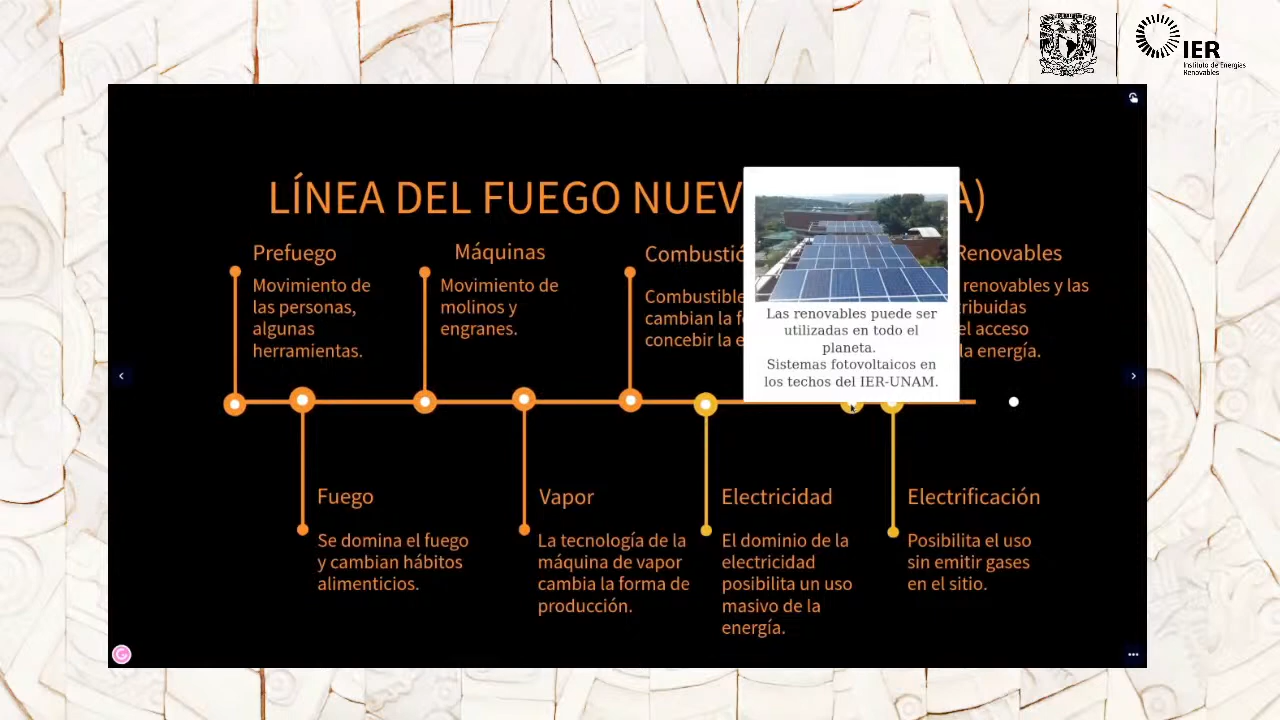 IER
Instituto de Energías
Renovables
LÍNEA DEL FUEGO NUEV A)
Prefuego
Movimiento de
las personas,
algunas
herramientas.
Máquinas
Movimiento de
molinos y
engranes.
Combustió
Combustible
cambian la f
concebir la e
Las renovables puede ser
utilizadas en todo el
planeta.
Sistemas fotovoltaicos en
los techos del IER-UNAM.
Renovables
renovables y las
tribuidas
el acceso
la energía.
Fuego
Se domina el fuego
y cambian hábitos
alimenticios.
Vapor
La tecnología de la
máquina de vapor
cambia la forma de
producción.
Electricidad
El dominio de la
electricidad
posibilita un uso
masivo de la
energía.
Electrificación
Posibilita el uso
sin emitir gases
en el sitio.